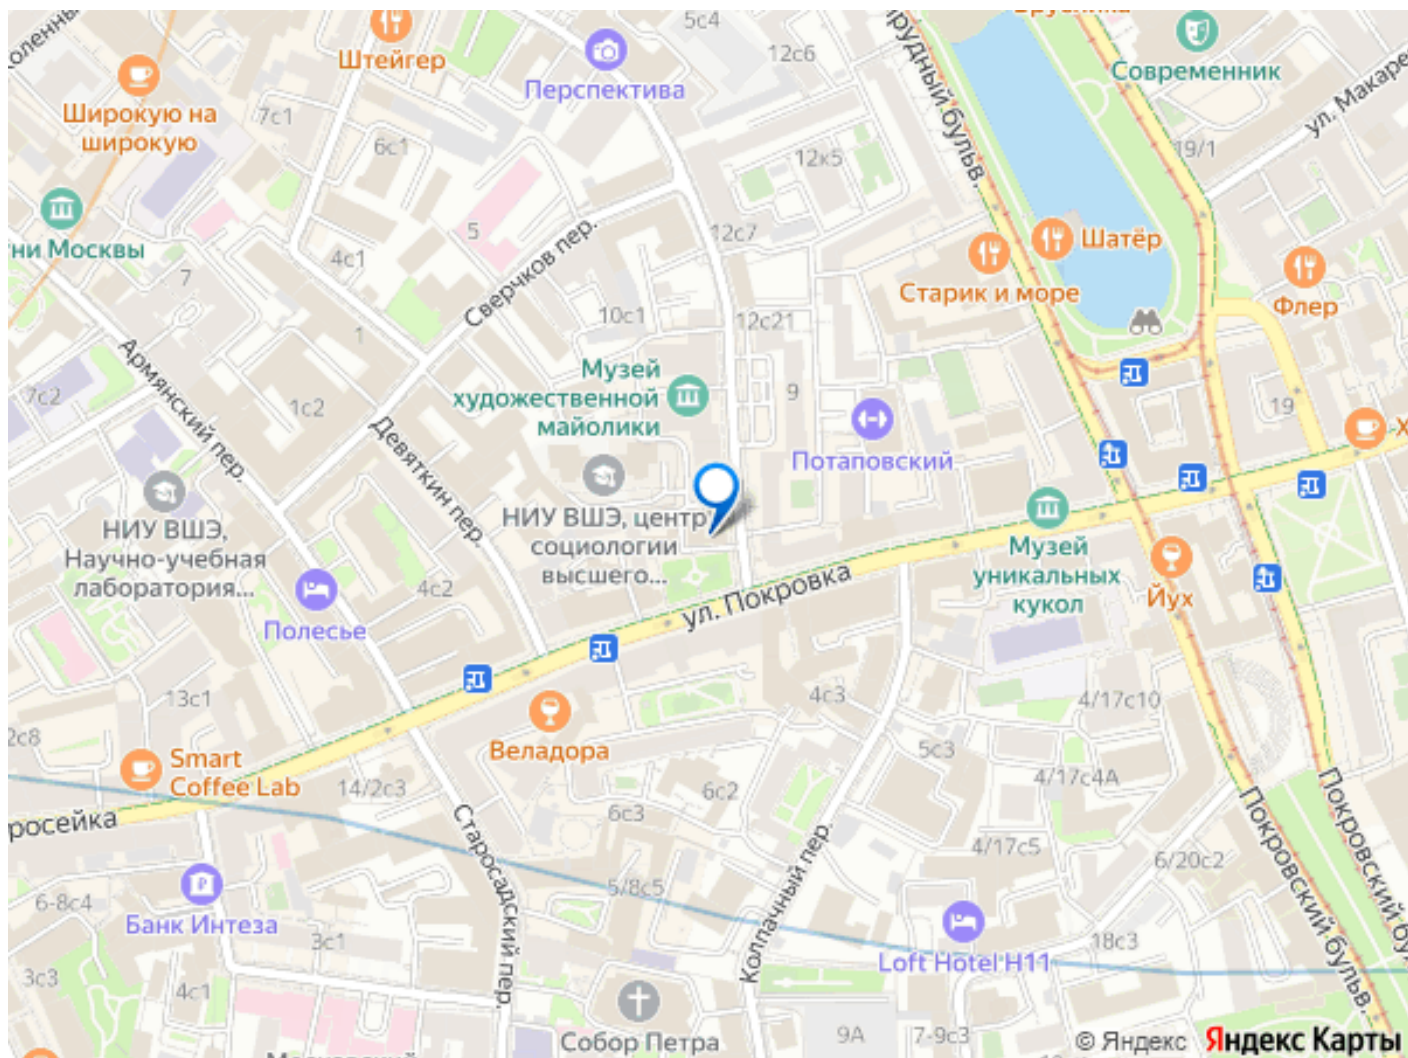 5с4
Штейгер
12с6
Перспектива
Современник
ул. Макаре
Широкую на
широкую
7с1
6с1
12к5
19/1
рудный бульв.
5
12с7
Шатёр
ни Москвы
4с1
7
Сверчков пер.
Старик и море
Флер
10с1
12с21
1
Армянский пер.
Музей
художественной
майолики
9
7с2
1с2
19
Х
Девяткин пер.
Потаповский
НИУ ВШЭ,
Научно-учебная
лаборатория...
НИУ ВШЭ, центр
социологии
высшего...
Музей
уникальных
кукол
Йух
4с2
ул. Покровка
Полесье
13с1
4с3
4/17с10
2с8
Веладора
5с3
Smart
Coffee Lab
14/2с3
6с2
4/17с4А
6с3
росейка
Старосадский пер.
Колпачный пер.
4/17с5
6/20с2
Покровский бульв.
Покровский бу
5/8с5
6-8с4
Банк Интеза
3с1
18с3
Loft Hotel H11
3с3
4с1
Собор Петра
9А
7-9с3
© Яндекс
Яндекс Карты